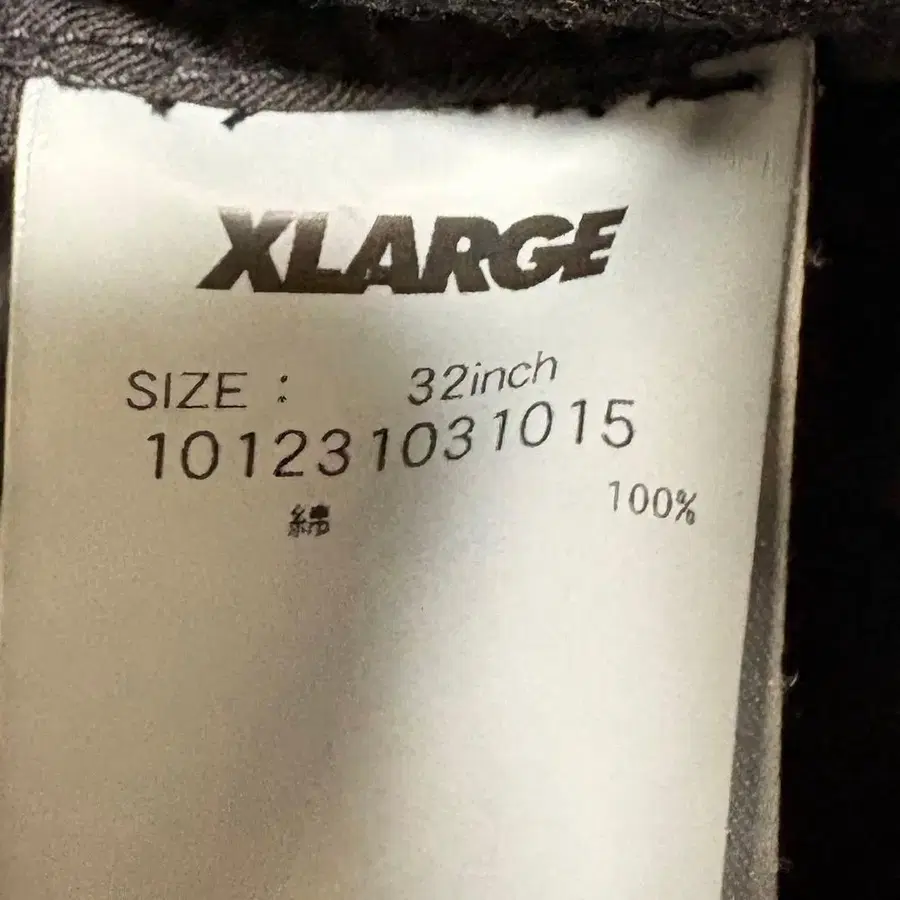 XLARGE
SIZE : 32inch
101231031015
綿 100%